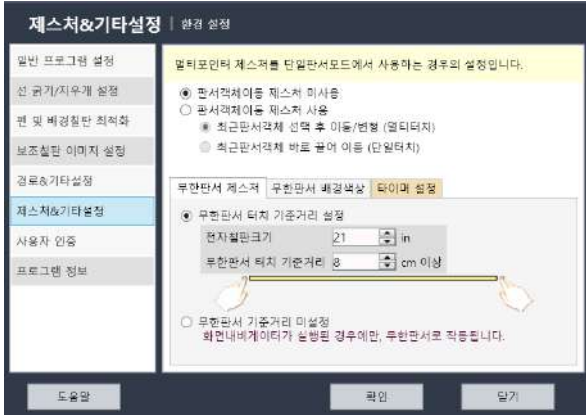 제스처&기타설정 | 환경 설정
일반 프로그램 설정
선 굵기/지우개 설정
펜 및 배경칠판 최적화
보조칠판 이미지 설정
경로&기타설정
제스처&기타설정
사용자 인증
프로그램 정보
멀티포인터 제스처를 단일판서모드에서 사용하는 경우의 설정입니다.
판서객체이동 제스처 미사용
판서객체이동 제스처 사용
최근판서객체 선택 후 이동/변형 (멀티터치)
최근판서객체 바로 끌어 이동 (단일터치)
무한판서 제스처 무한판서 배경색상 타이머 설정
무한판서 터치 기준거리 설정
전자칠판크기 21 in
무한판서 터치 기준거리 8 cm 이상
무한판서 기준거리 미설정
화면내비게이터가 실행된 경우에만, 무한판서로 작동됩니다.
도움말 확인 닫기